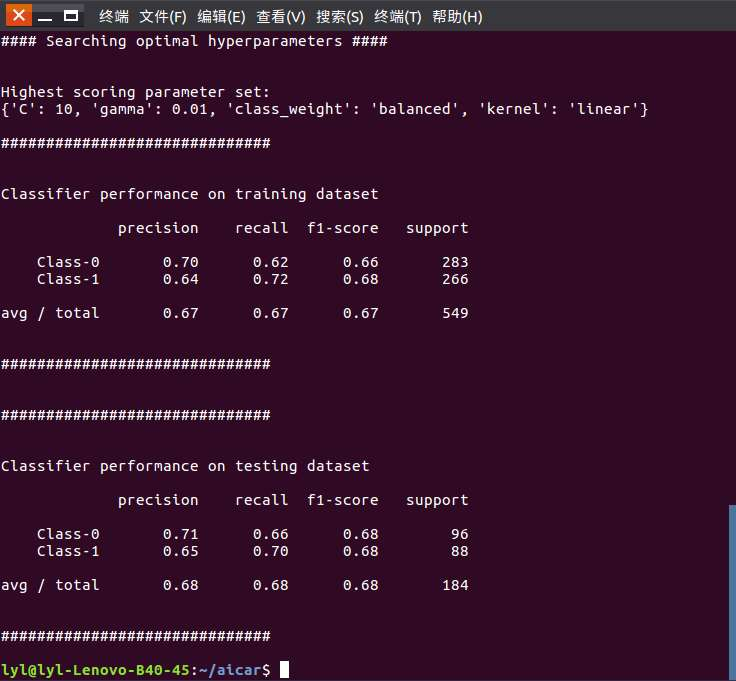 终端 文件(F) 编辑(E) 查看(V) 搜索(S) 终端(T) 帮助(H)
#### Searching optimal hyperparameters ####
Highest scoring parameter set:
{'C': 10, 'gamma': 0.01, 'class_weight': 'balanced', 'kernel': 'linear'}
##############################
Classifier performance on training dataset
precision recall f1-score support
Class-0 0.70 0.62 0.66 283
Class-1 0.64 0.72 0.68 266
avg / total 0.67 0.67 0.67 549
##############################
##############################
Classifier performance on testing dataset
precision recall f1-score support
Class-0 0.71 0.66 0.68 96
Class-1 0.65 0.70 0.68 88
avg / total 0.68 0.68 0.68 184
##############################
lyl@lyl-Lenovo-B40-45:~/aicar$